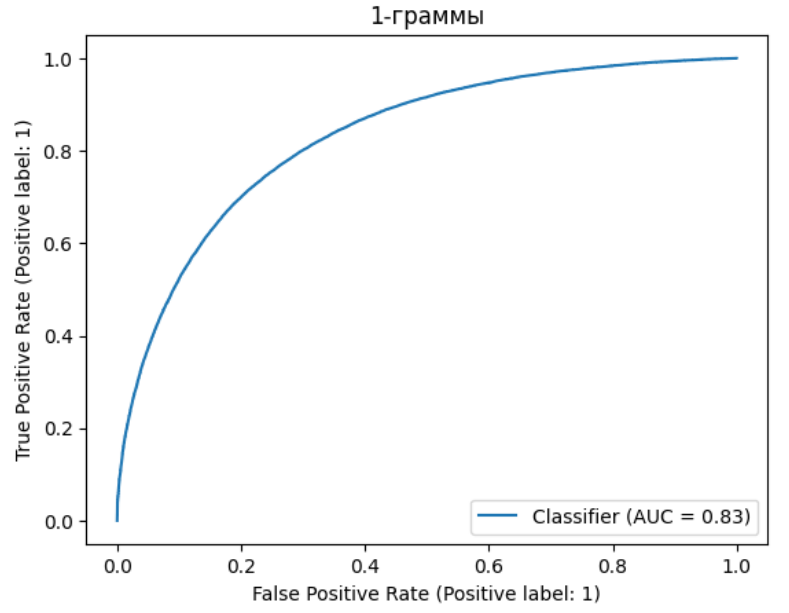 1-граммы
True Positive Rate (Positive label: 1)
1.0
0.8
0.6
0.4
0.2
0.0
Classifier (AUC = 0.83)
0.0 0.2 0.4 0.6 0.8 1.0
False Positive Rate (Positive label: 1)